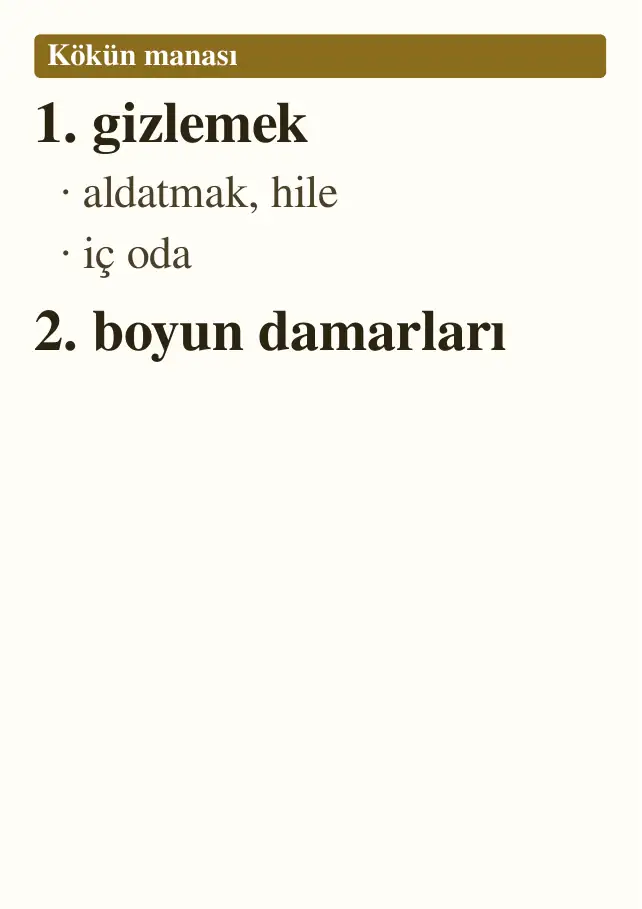 Kökün manası
1. gizlemek
· aldatmak, hile
· iç oda
2. boyun damarları